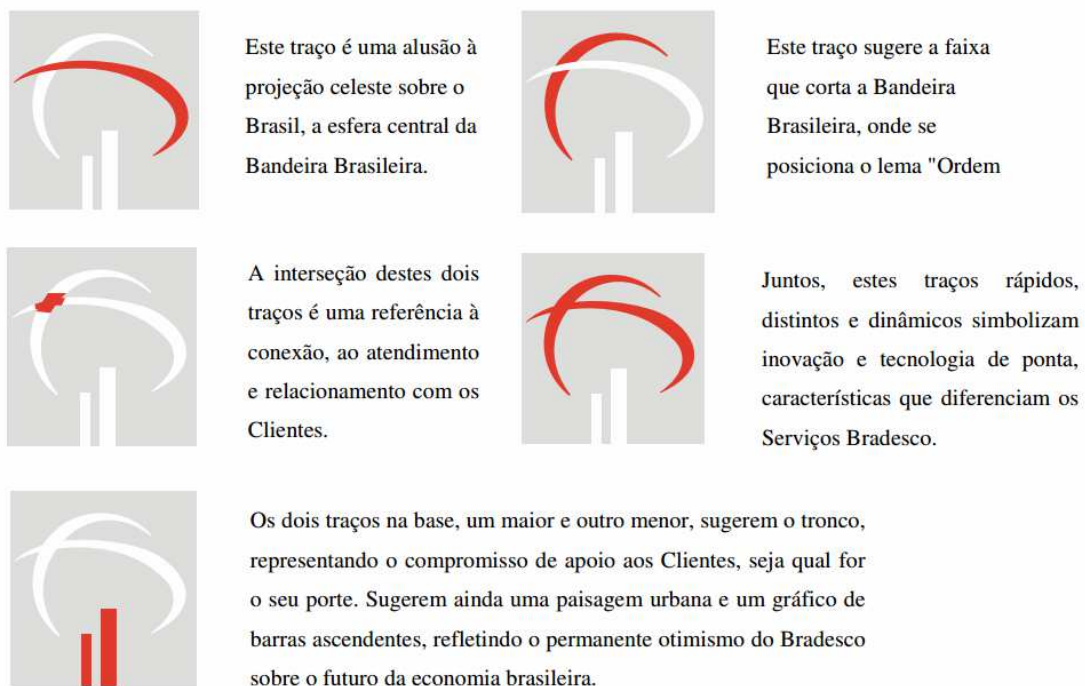 Este traço é uma alusão à
projeção celeste sobre o
Brasil, a esfera central da
Bandeira Brasileira.
Este traço sugere a faixa
que corta a Bandeira
Brasileira, onde se
posiciona o lema "Ordem
A interseção destes dois
traços é uma referência à
conexão, ao atendimento
e relacionamento com os
Clientes.
Juntos, estes traços rápidos,
distintos e dinâmicos simbolizam
inovação e tecnologia de ponta,
características que diferenciam os
Serviços Bradesco.
Os dois traços na base, um maior e outro menor, sugerem o tronco,
representando o compromisso de apoio aos Clientes, seja qual for
o seu porte. Sugerem ainda uma paisagem urbana e um gráfico de
barras ascendentes, refletindo o permanente otimismo do Bradesco
sobre o futuro da economia brasileira.